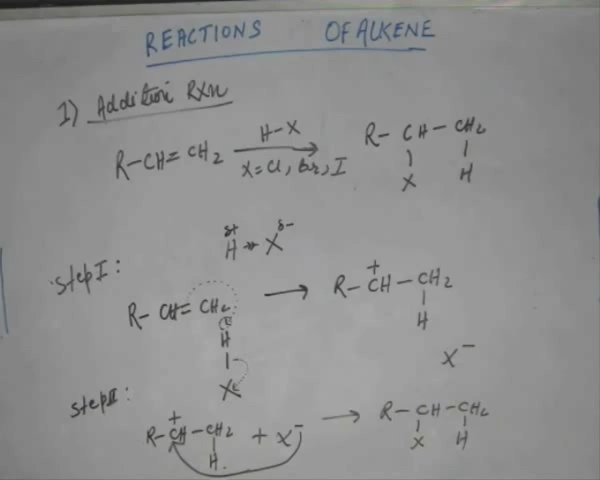 REACTIONS OF ALKENE
1) Addition Rxn
R-CH=CH2 H-X R-CH-CH2
X=Cl, Br, I X H
δ+ δ-
H→X
Step I:
R-CH=CH2 → R-CH-CH2
+
H H
X X-
Step II:
+
R-CH-CH2 + X- → R-CH-CH2
H. X H